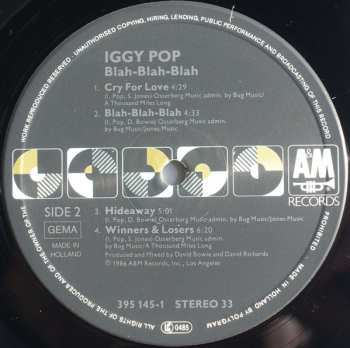 UNAUTHORISED COPYING, HIRING, LENDING, PUBLIC PERFORMANCE AND BROADCASTING OF THE RECORD PROHIBITED
ALL RIGHTS OF THE PRODUCER AND OF THE OWNER OF THE WORK REPRODUCED RESERVED
MADE IN HOLLAND BY POLYGRAM
IGGY POP
Blah-Blah-Blah
1. Cry For Love 4:29
(I. Pop, S. Jones) Osterberg Music admin. by Bug Music/
A Thousand Miles Long
2. Blah-Blah-Blah 4:33
(I. Pop, D. Bowie) Osterberg Music admin.
by Bug Music/Jones Music
A&M
RECORDS
SIDE 2
GEMA
MADE IN
HOLLAND
3. Hideaway 5:01
(I. Pop, D. Bowie) Osterberg Music admin. by Bug Music/Jones Music
4. Winners & Losers 6:20
(I. Pop, S. Jones) Osterberg Music admin.
by Bug Music/A Thousand Miles Long
Produced and Mixed by David Bowie and David Richards
℗ 1986 A&M Records, Inc., Los Angeles
395 145-1 STEREO 33
LC 0485